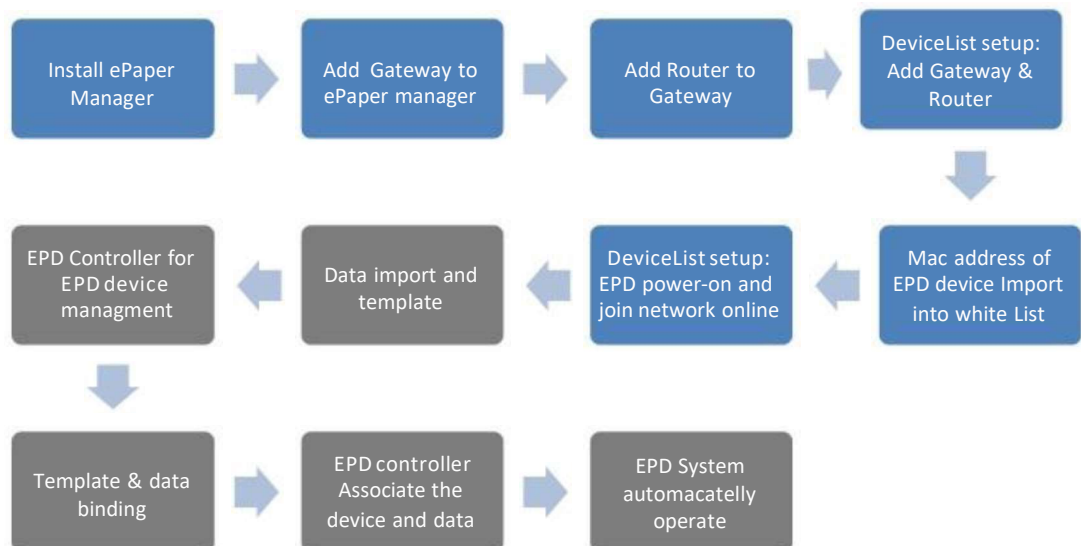 Install ePaper
Manager
Add Gateway to
ePaper manager
Add Router to
Gateway
DeviceList setup:
Add Gateway &
Router
Mac address of
EPD device Import
into white List
DeviceList setup:
EPD power-on and
join network online
Data import and
template
EPD Controller for
EPD device
managment
Template & data
binding
EPD controller
Associate the
device and data
EPD System
automacatelly
operate